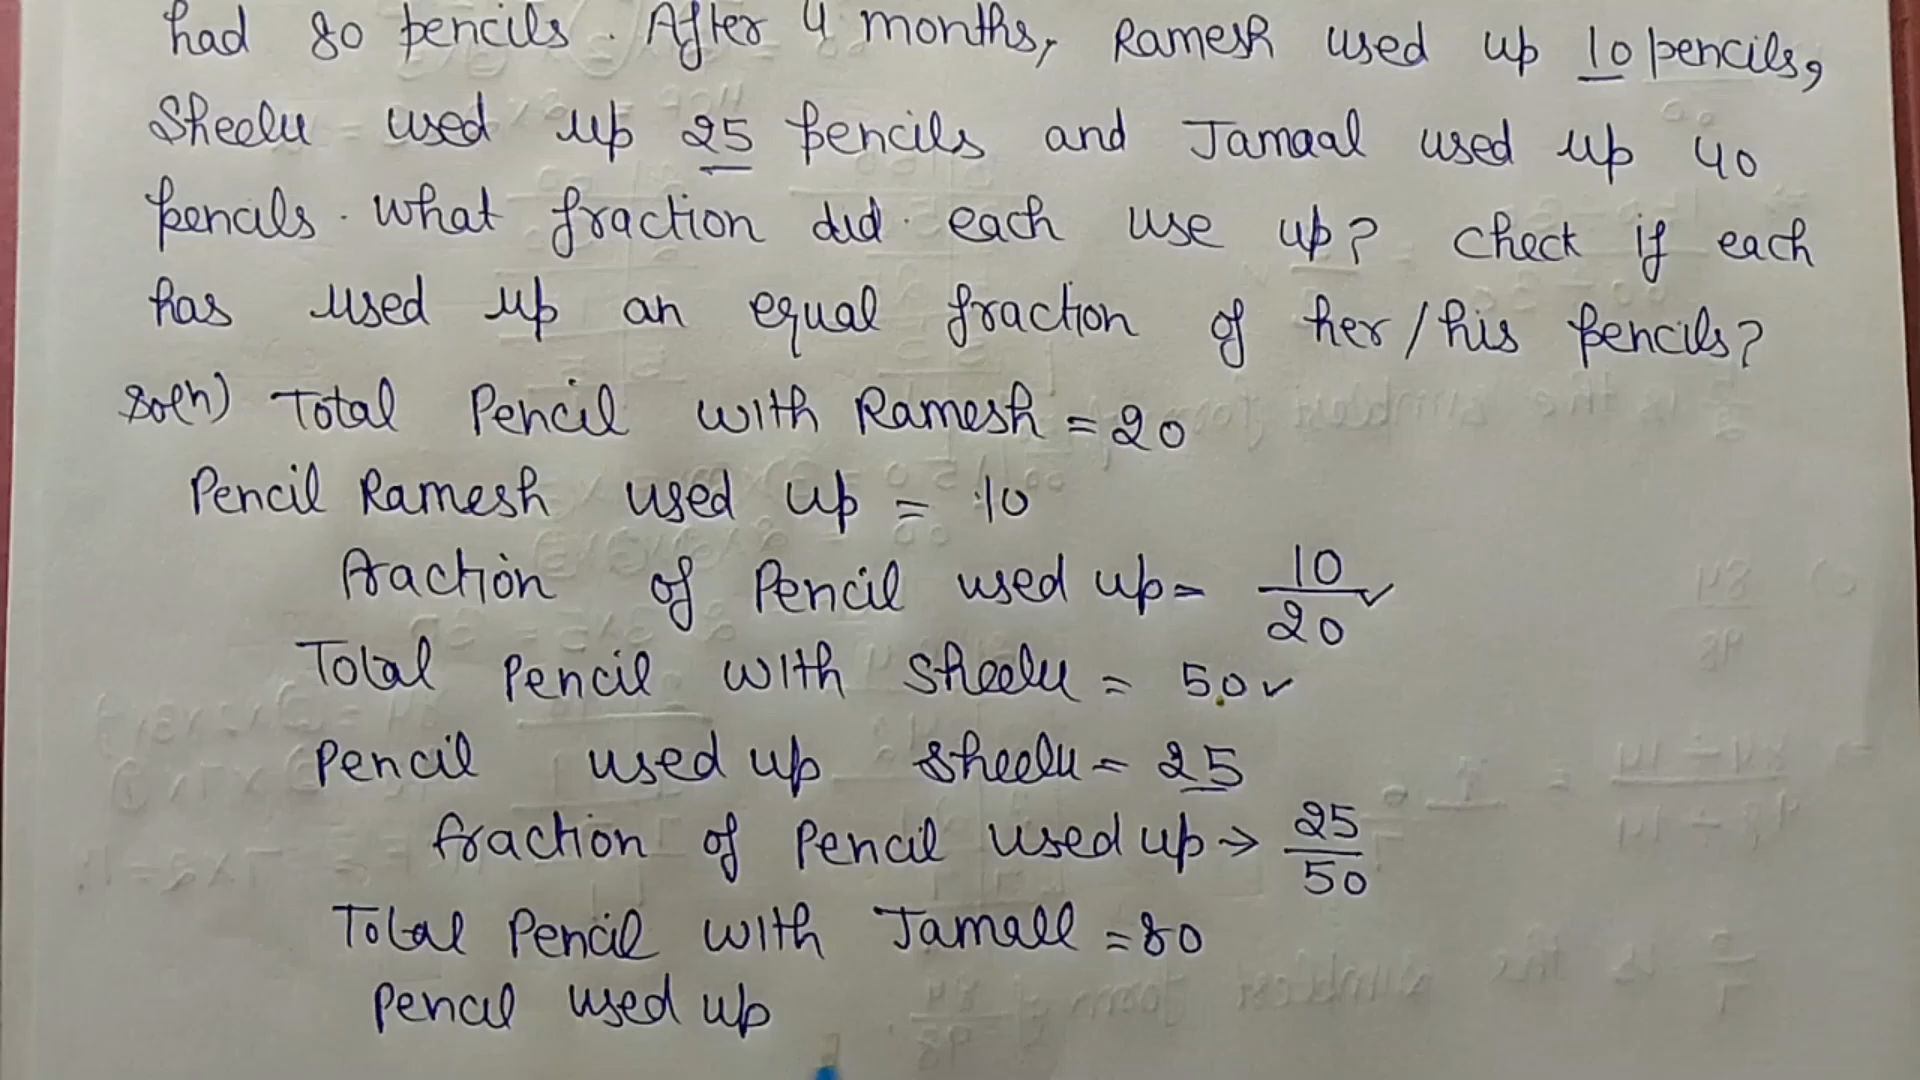 had 80 pencils. After 4 months, Ramesh used up 10 pencils,
Sheelu used up 25 pencils and Jamaal used up 40
pencils. what fraction did each use up? check if each
has used up an equal fraction of her/his pencils?
Soln) Total Pencil with Ramesh = 20
Pencil Ramesh used up = 10
fraction of Pencil used up = 10/20 ✓
Total Pencil with Sheelu = 50 ✓
Pencil used up Sheelu = 25
fraction of Pencil used up → 25/50
Total Pencil with Jamall = 80
Pencil used up